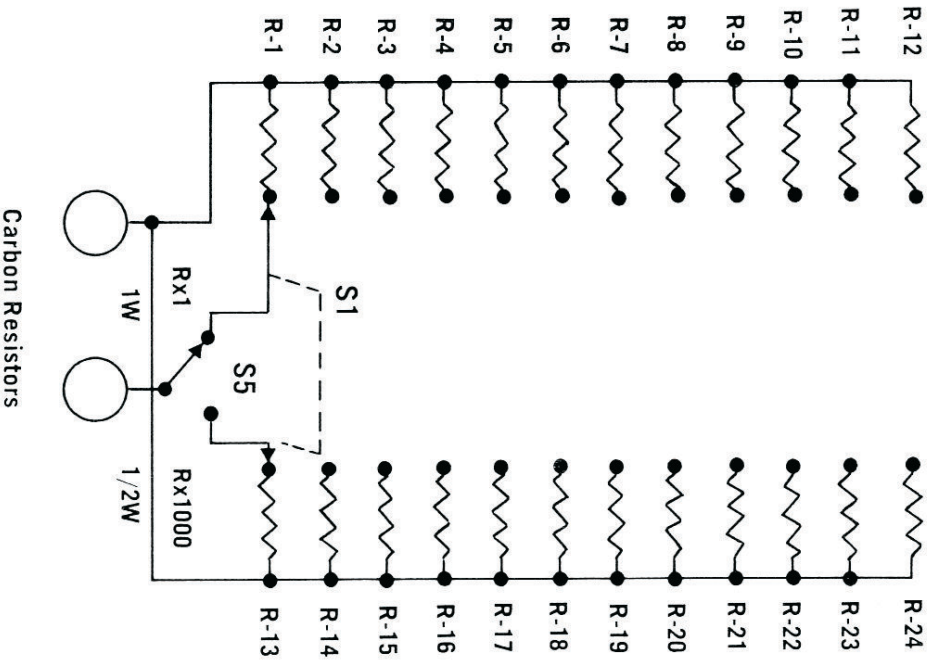 R-1
R-2
R-3
R-4
R-5
R-6
R-7
R-8
R-9
R-10
R-11
R-12
S1
Rx1
1W
S5
Rx1000
1/2W
Carbon Resistors
R-13
R-14
R-15
R-16
R-17
R-18
R-19
R-20
R-21
R-22
R-23
R-24